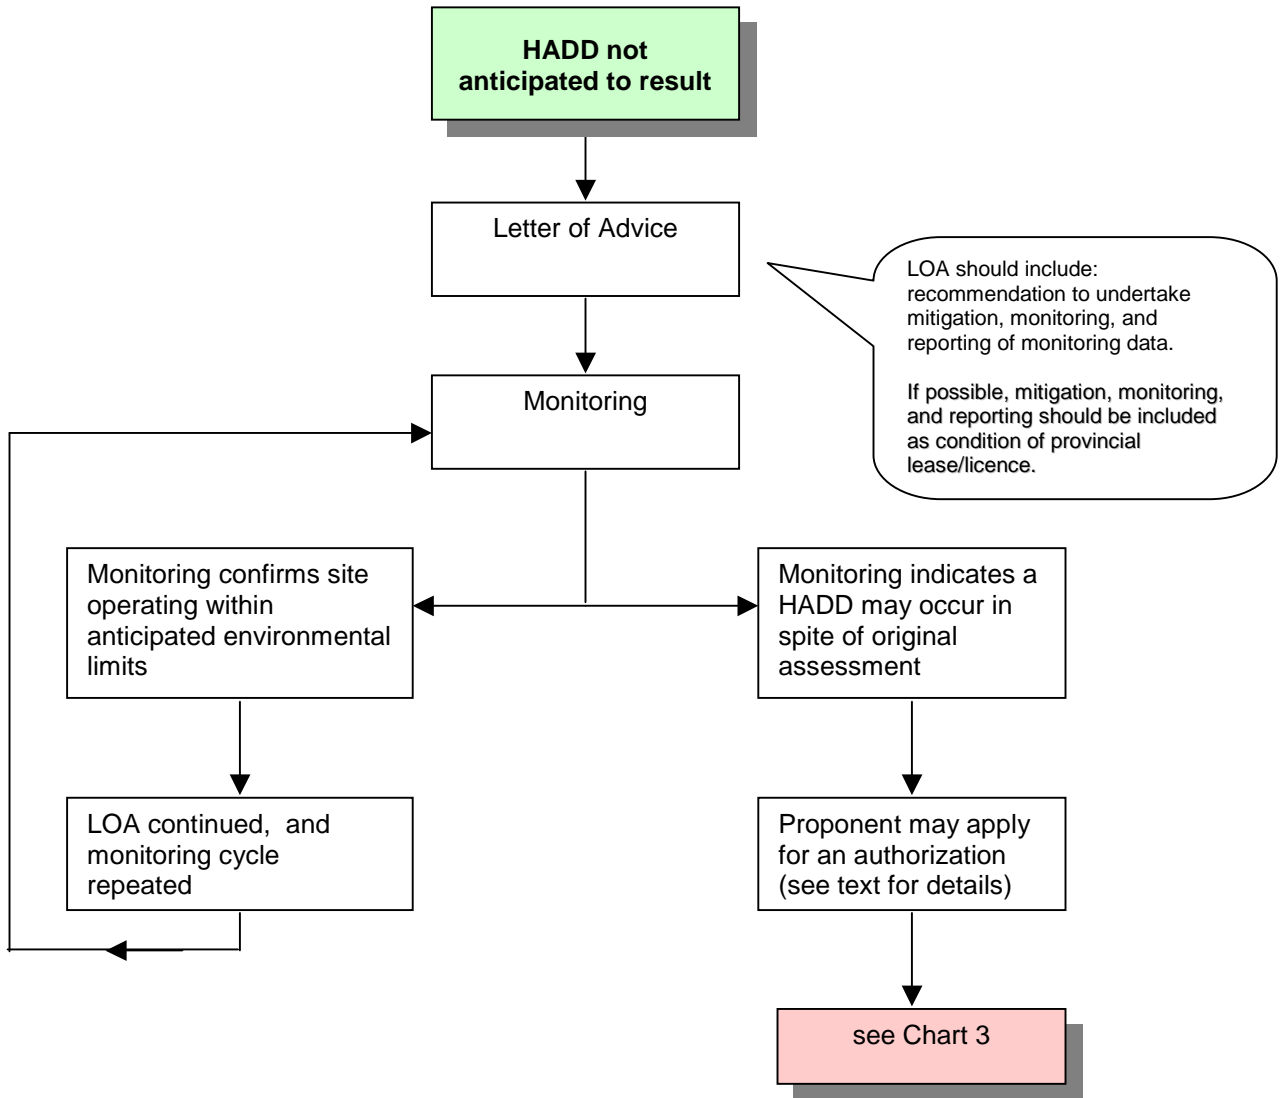 HADD not
anticipated to result
Letter of Advice
LOA should include:
recommendation to undertake
mitigation, monitoring, and
reporting of monitoring data.
If possible, mitigation, monitoring,
and reporting should be included
as condition of provincial
lease/licence.
Monitoring
Monitoring confirms site
operating within
anticipated environmental
limits
Monitoring indicates a
HADD may occur in
spite of original
assessment
LOA continued, and
monitoring cycle
repeated
Proponent may apply
for an authorization
(see text for details)
see Chart 3